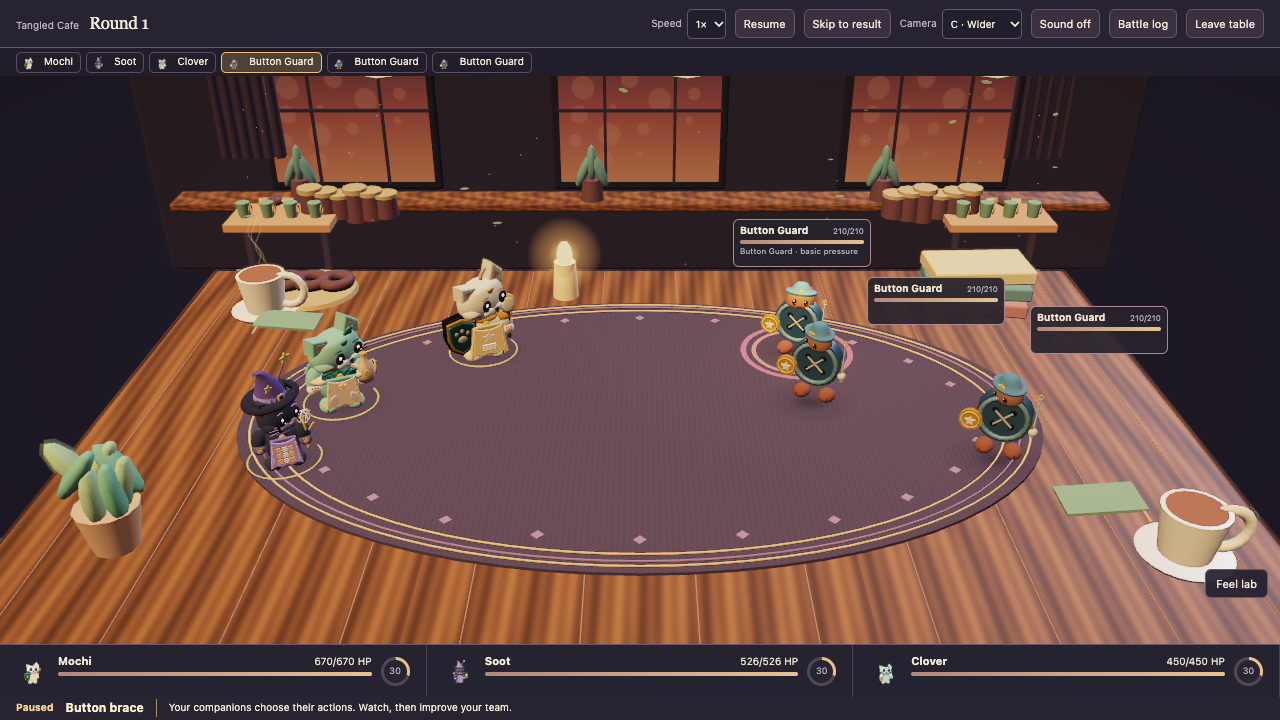 Tangled Cafe Round 1
Speed 1x Resume Skip to result Camera C · Wider Sound off Battle log Leave table
Mochi Soot Clover Button Guard Button Guard Button Guard
Button Guard 210/210
Button Guard · basic pressure
Button Guard 210/210
Button Guard 210/210
Feel lab
Mochi 670/670 HP 30
Soot 526/526 HP 30
Clover 450/450 HP 30
Paused Button brace Your companions choose their actions. Watch, then improve your team.